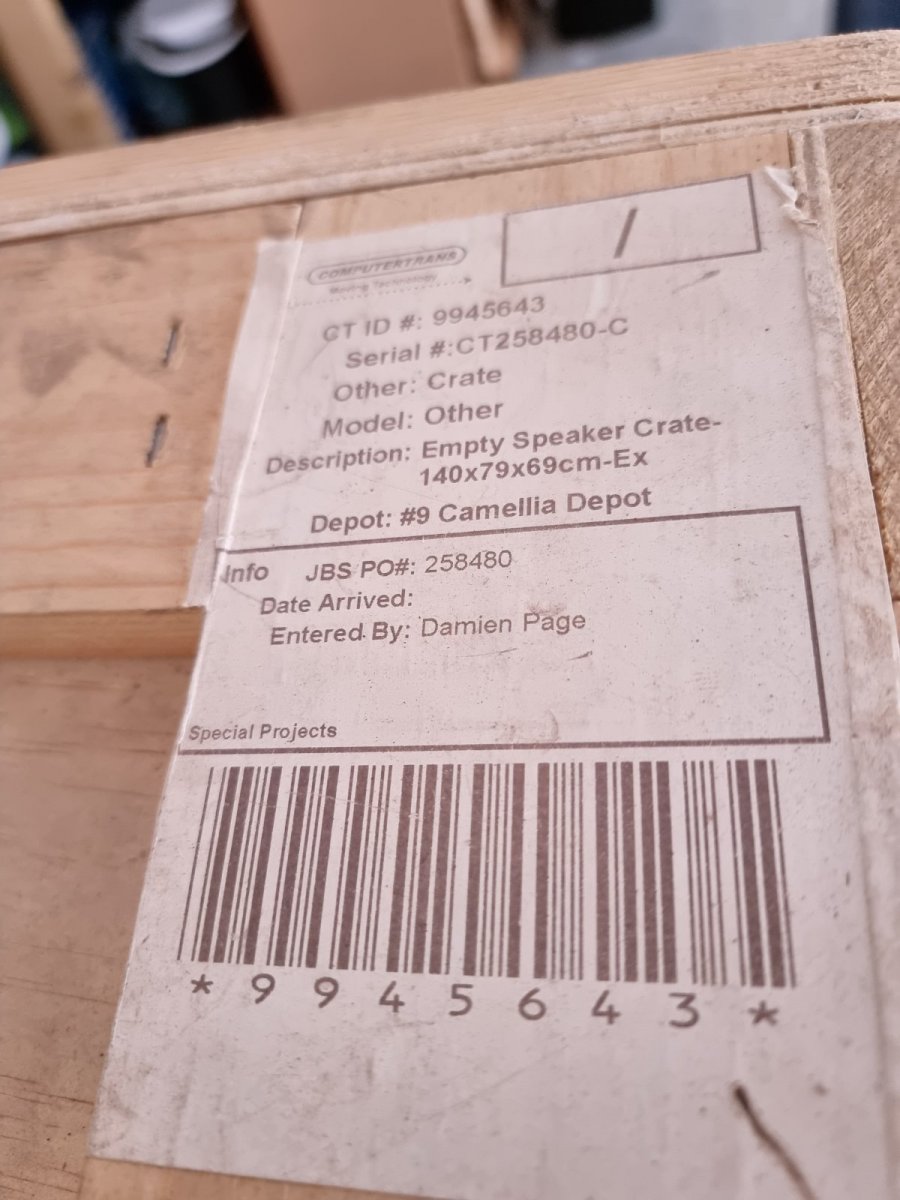 COMPUTERTRANS
Moving Technology
/
CT ID #: 9945643
Serial #:CT258480-C
Other: Crate
Model: Other
Description: Empty Speaker Crate-
140x79x69cm-Ex
Depot: #9 Camellia Depot
Info JBS PO#: 258480
Date Arrived:
Entered By: Damien Page
Special Projects
*9945643*